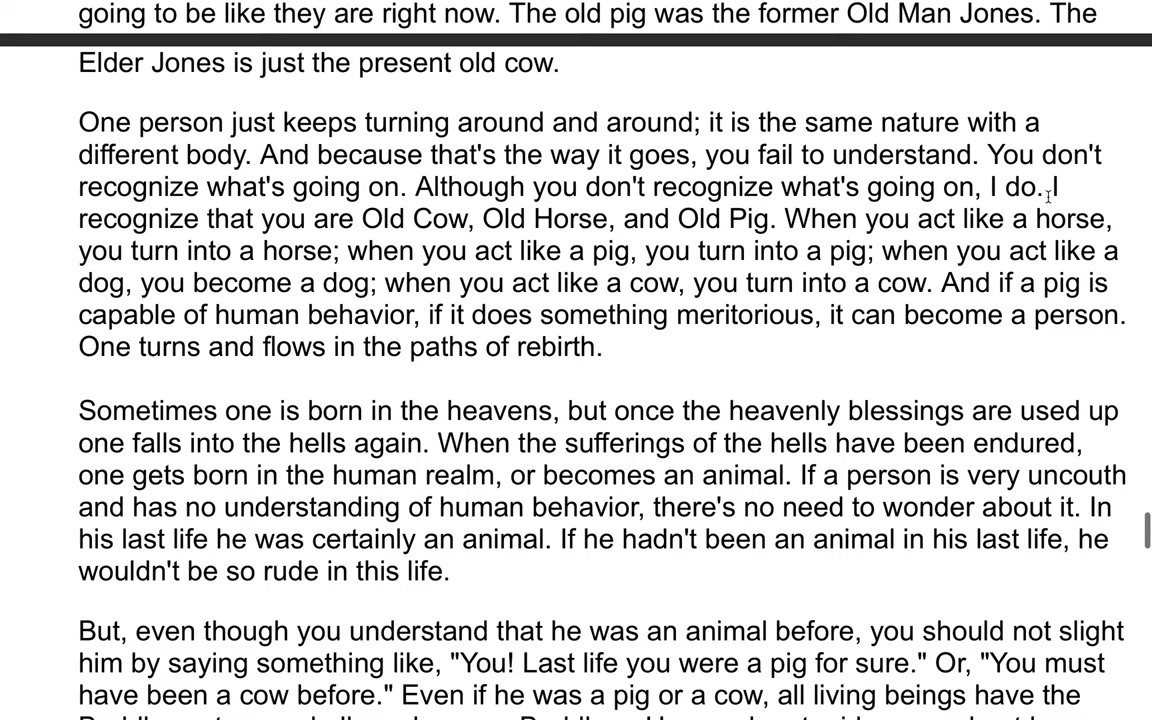 going to be like they are right now. The old pig was the former Old Man Jones. The
Elder Jones is just the present old cow.
One person just keeps turning around and around; it is the same nature with a
different body. And because that's the way it goes, you fail to understand. You don't
recognize what's going on. Although you don't recognize what's going on, I do. I
recognize that you are Old Cow, Old Horse, and Old Pig. When you act like a horse,
you turn into a horse; when you act like a pig, you turn into a pig; when you act like a
dog, you become a dog; when you act like a cow, you turn into a cow. And if a pig is
capable of human behavior, if it does something meritorious, it can become a person.
One turns and flows in the paths of rebirth.
Sometimes one is born in the heavens, but once the heavenly blessings are used up
one falls into the hells again. When the sufferings of the hells have been endured,
one gets born in the human realm, or becomes an animal. If a person is very uncouth
and has no understanding of human behavior, there's no need to wonder about it. In
his last life he was certainly an animal. If he hadn't been an animal in his last life, he
wouldn't be so rude in this life.
But, even though you understand that he was an animal before, you should not slight
him by saying something like, "You! Last life you were a pig for sure." Or, "You must
have been a cow before." Even if he was a pig or a cow, all living beings have the